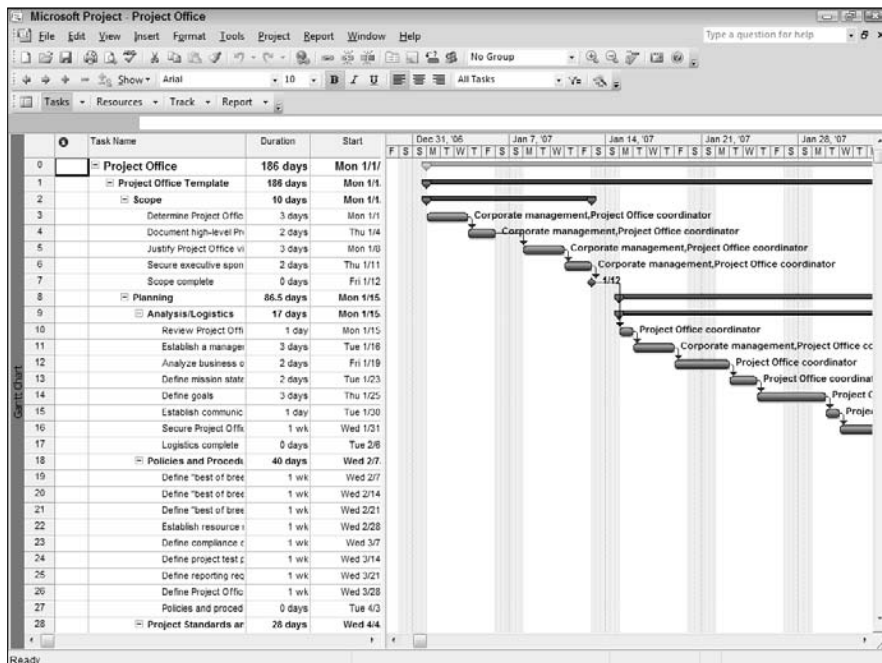 Microsoft Project - Project Office
File Edit View Insert Format Tools Project Report Window Help
Type a question for help
Show
No Group
Arial
10
B I U
All Tasks
Tasks Resources Track Report
Task Name Duration Start
Dec 31, '06 Jan 7, '07 Jan 14, '07 Jan 21, '07 Jan 28, '07
F S S M T W T F S S M T W T F S S M T W T F S S M T W T F S S M T W T
0 Project Office 186 days Mon 1/1/
1 Project Office Template 186 days Mon 1/1.
2 Scope 10 days Mon 1/1.
3 Determine Project Offic 3 days Mon 1/1 Corporate management,Project Office coordinator
4 Document high-level Pr 2 days Thu 1/4 Corporate management,Project Office coordinator
5 Justify Project Office vi 3 days Mon 1/8 Corporate management,Project Office coordinator
6 Secure executive spon 2 days Thu 1/11 Corporate management,Project Office coordinator
7 Scope complete 0 days Fri 1/12 1/12
8 Planning 86.5 days Mon 1/15.
9 Analysis/Logistics 17 days Mon 1/15.
10 Review Project Offi 1 day Mon 1/15 Project Office coordinator
11 Establish a manager 3 days Tue 1/16 Corporate management,Project Office cc
12 Analyze business o 2 days Fri 1/19 Project Office coordinator
13 Define mission state 2 days Tue 1/23 Project Office coordinat
14 Define goals 3 days Thu 1/25 Project C
15 Establish communic 1 day Tue 1/30 Projec
16 Secure Project Offi 1 wk Wed 1/31
17 Logistics complete 0 days Tue 2/6
18 Policies and Procedu 40 days Wed 2/7.
19 Define "best of bree 1 wk Wed 2/7
20 Define "best of bree 1 wk Wed 2/14
21 Define "best of bree 1 wk Wed 2/21
22 Establish resource 1 wk Wed 2/28
23 Define compliance c 1 wk Wed 3/7
24 Define project test p 1 wk Wed 3/14
25 Define reporting req 1 wk Wed 3/21
26 Define Project Offic 1 wk Wed 3/28
27 Policies and proced 0 days Tue 4/3
28 Project Standards ar 28 days Wed 4/4.
Gantt Chart
Ready